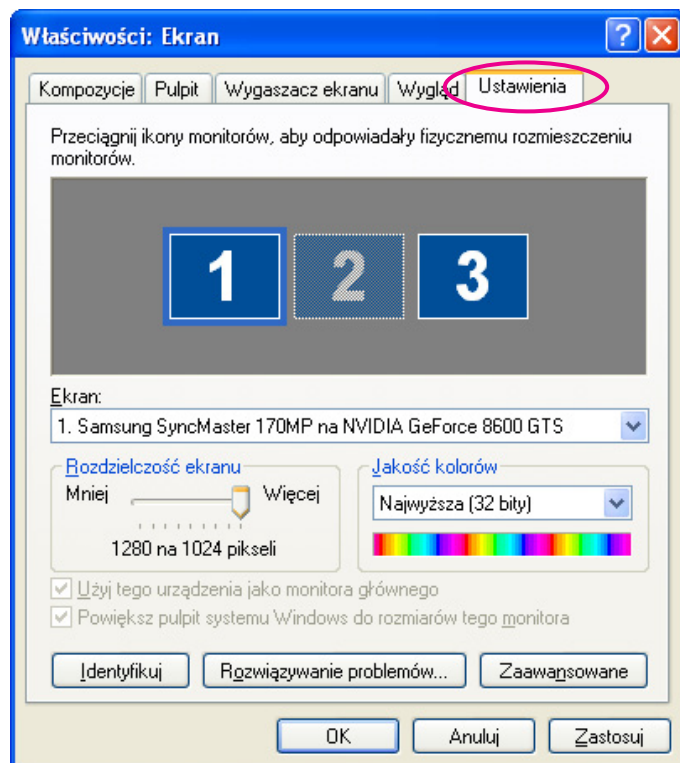 Właściwości: Ekran
Kompozycje Pulpit Wygaszacz ekranu Wygląd Ustawienia
Przeciągnij ikony monitorów, aby odpowiadały fizycznemu rozmieszczeniu
monitorów.
1 2 3
Ekran:
1. Samsung SyncMaster 170MP na NVIDIA GeForce 8600 GTS
Rozdzielczość ekranu Jakość kolorów
Mniej Więcej Najwyższa (32 bity)
1280 na 1024 pikseli
Użyj tego urządzenia jako monitora głównego
Powiększ pulpit systemu Windows do rozmiarów tego monitora
Identyfikuj Rozwiązywanie problemów... Zaawansowane
OK Anuluj Zastosuj